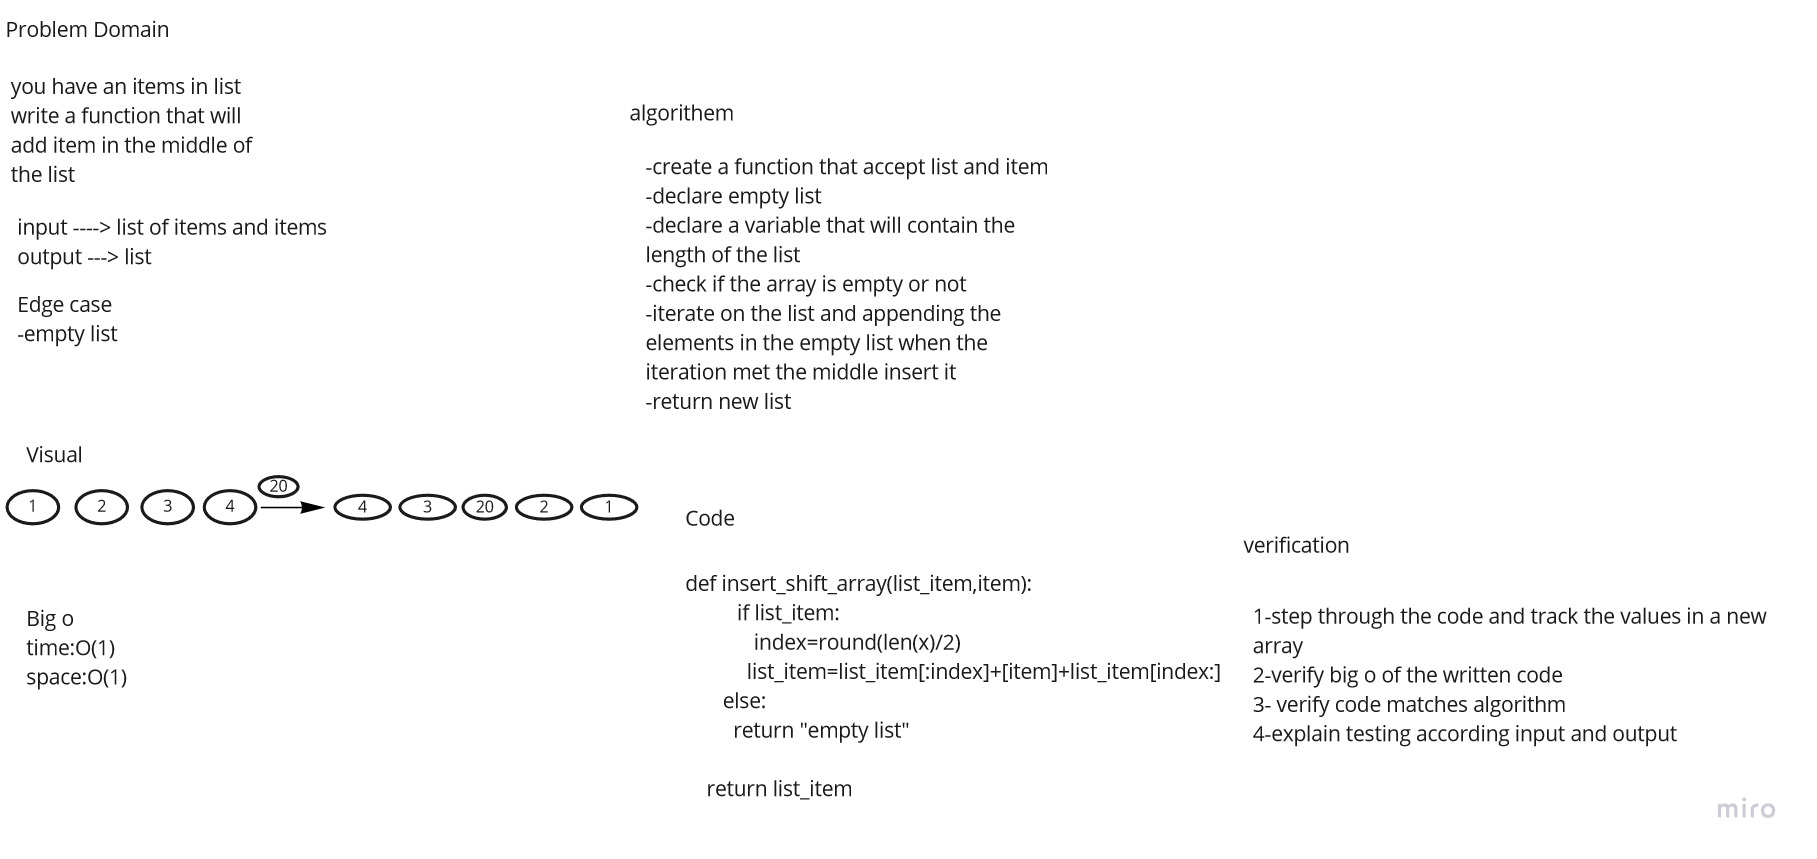 Problem Domain
you have an items in list
write a function that will
add item in the middle of
the list
input ----> list of items and items
output ---> list
Edge case
-empty list
algorithem
-create a function that accept list and item
-declare empty list
-declare a variable that will contain the
length of the list
-check if the array is empty or not
-iterate on the list and appending the
elements in the empty list when the
iteration met the middle insert it
-return new list
Visual
1 2 3 4 20 4 3 20 2 1
Big o
time:O(1)
space:O(1)
Code
def insert_shift_array(list_item,item):
if list_item:
index=round(len(x)/2)
list_item=list_item[:index]+[item]+list_item[index:]
else:
return "empty list"
return list_item
verification
1-step through the code and track the values in a new
array
2-verify big o of the written code
3- verify code matches algorithm
4-explain testing according input and output
miro